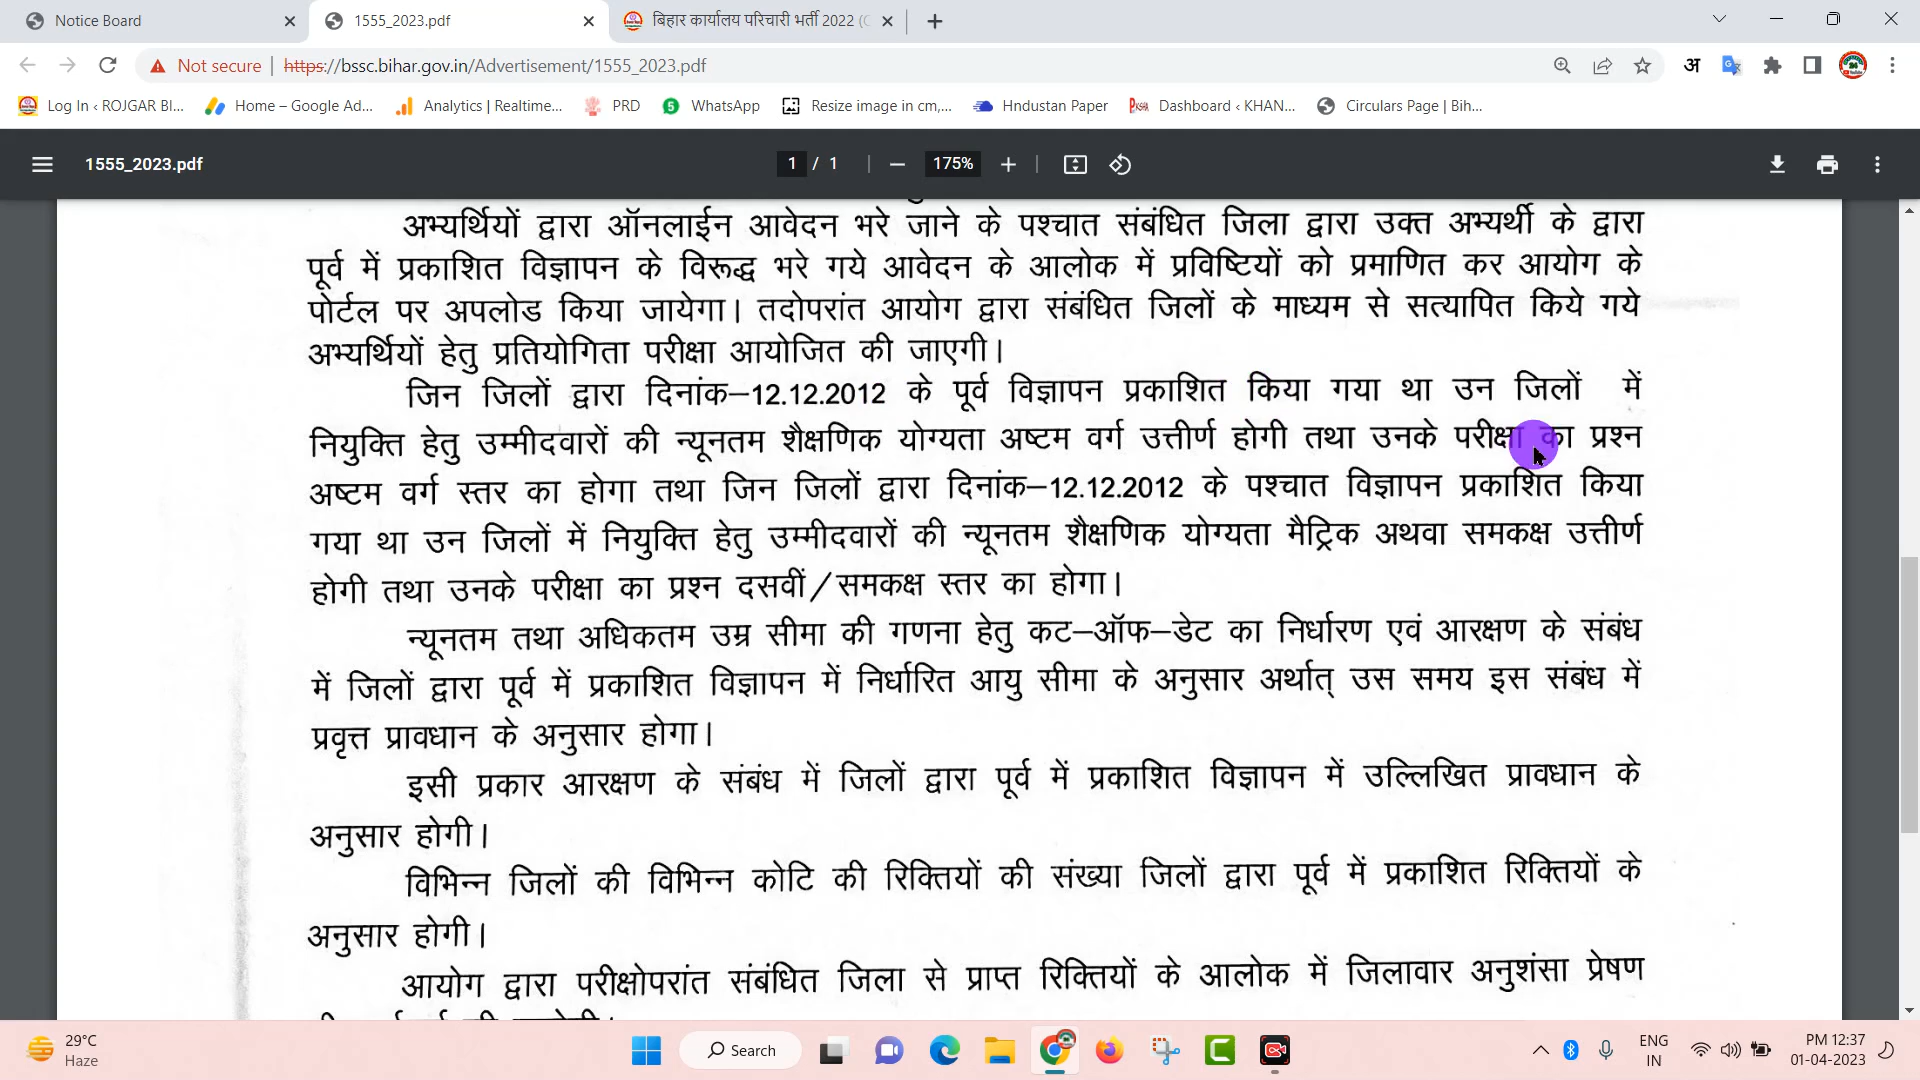 Notice Board
1555_2023.pdf
बिहार कार्यालय परिचारी भर्ती 2022 (
Not secure
https://bssc.bihar.gov.in/Advertisement/1555_2023.pdf
अ
Log In ‹ ROJGAR BI...
Home – Google Ad...
Analytics | Realtime...
PRD
WhatsApp
Resize image in cm,...
Hndustan Paper
Dashboard ‹ KHAN...
Circulars Page | Bih...
1555_2023.pdf
1 / 1
175%
अभ्यर्थियों द्वारा ऑनलाईन आवेदन भरे जाने के पश्चात संबंधित जिला द्वारा उक्त अभ्यर्थी के द्वारा
पूर्व में प्रकाशित विज्ञापन के विरूद्ध भरे गये आवेदन के आलोक में प्रविष्टियों को प्रमाणित कर आयोग के
पोर्टल पर अपलोड किया जायेगा। तदोपरांत आयोग द्वारा संबंधित जिलों के माध्यम से सत्यापित किये गये
अभ्यर्थियों हेतु प्रतियोगिता परीक्षा आयोजित की जाएगी।
जिन जिलों द्वारा दिनांक–12.12.2012 के पूर्व विज्ञापन प्रकाशित किया गया था उन जिलों में
नियुक्ति हेतु उम्मीदवारों की न्यूनतम शैक्षणिक योग्यता अष्टम वर्ग उत्तीर्ण होगी तथा उनके परीक्षा का प्रश्न
अष्टम वर्ग स्तर का होगा तथा जिन जिलों द्वारा दिनांक–12.12.2012 के पश्चात विज्ञापन प्रकाशित किया
गया था उन जिलों में नियुक्ति हेतु उम्मीदवारों की न्यूनतम शैक्षणिक योग्यता मैट्रिक अथवा समकक्ष उत्तीर्ण
होगी तथा उनके परीक्षा का प्रश्न दसवीं/समकक्ष स्तर का होगा।
न्यूनतम तथा अधिकतम उम्र सीमा की गणना हेतु कट–ऑफ–डेट का निर्धारण एवं आरक्षण के संबंध
में जिलों द्वारा पूर्व में प्रकाशित विज्ञापन में निर्धारित आयु सीमा के अनुसार अर्थात् उस समय इस संबंध में
प्रवृत्त प्रावधान के अनुसार होगा।
इसी प्रकार आरक्षण के संबंध में जिलों द्वारा पूर्व में प्रकाशित विज्ञापन में उल्लिखित प्रावधान के
अनुसार होगी।
विभिन्न जिलों की विभिन्न कोटि की रिक्तियों की संख्या जिलों द्वारा पूर्व में प्रकाशित रिक्तियों के
अनुसार होगी।
आयोग द्वारा परीक्षोपरांत संबंधित जिला से प्राप्त रिक्तियों के आलोक में जिलावार अनुशंसा प्रेषण
29°C
Haze
Search
ENG
IN
PM 12:37
01-04-2023